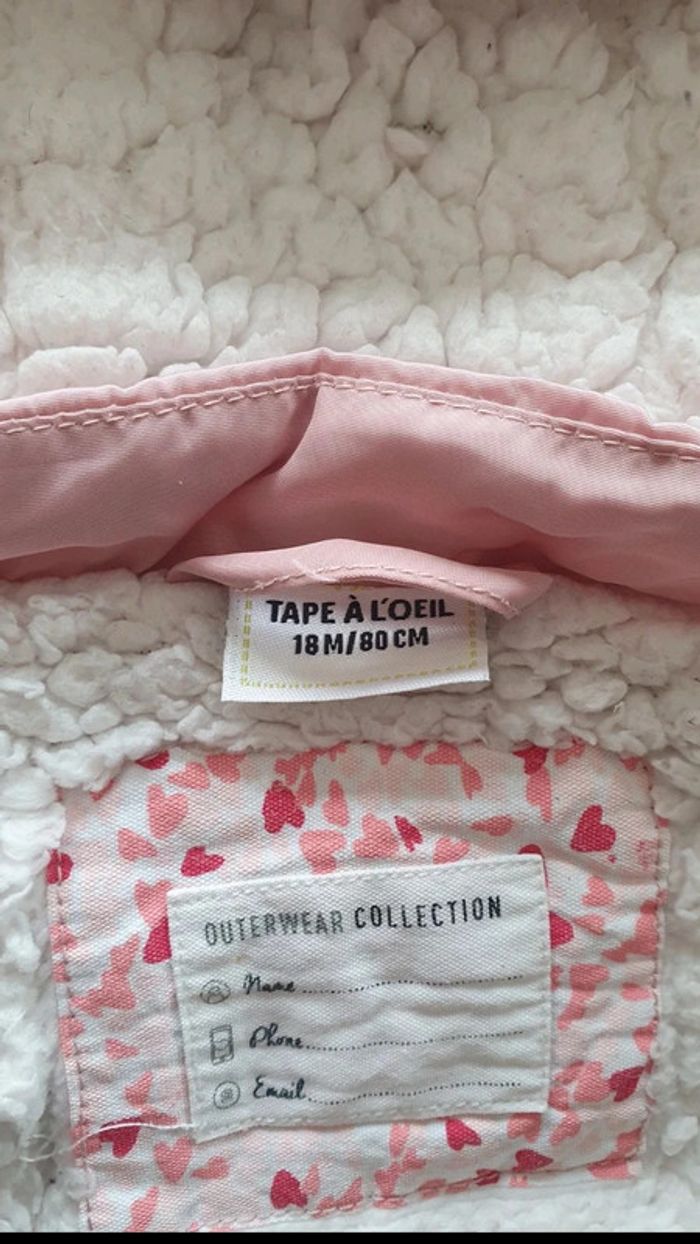 TAPE À L'OEIL
18M/80CM
OUTERWEAR COLLECTION
Name
Phone
Email